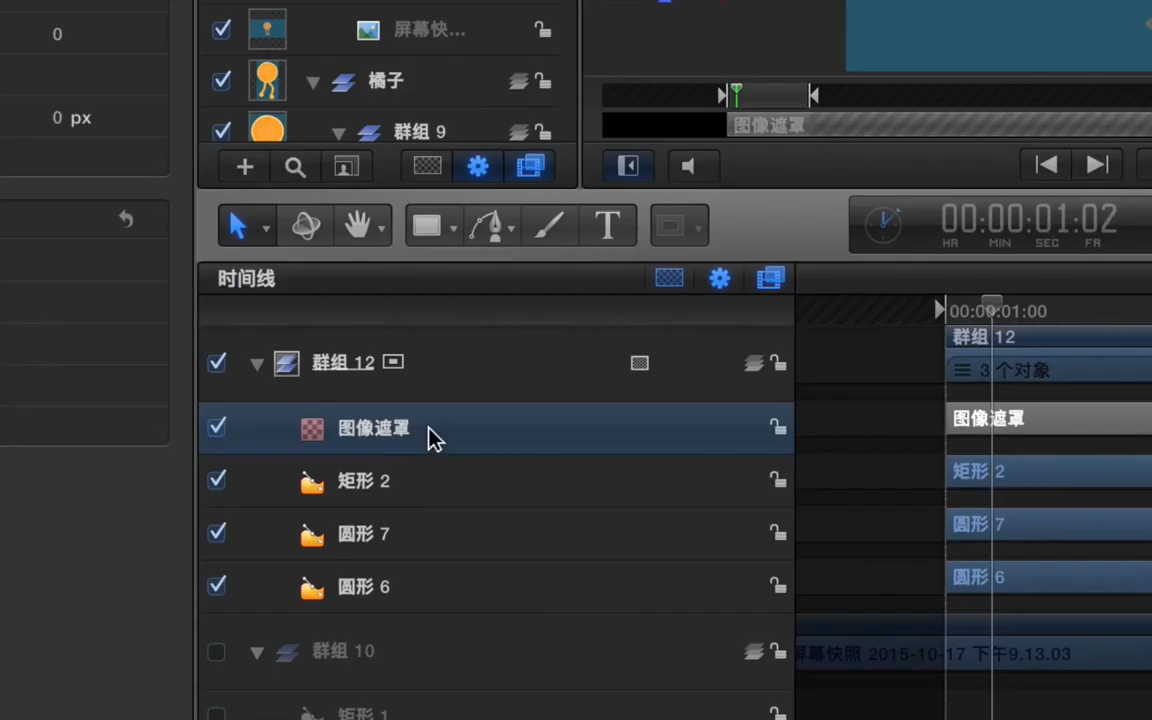 0
屏幕快...
橘子
0 px
群组 9
图像遮罩
T
00:00:01:02
HR MIN SEC FR
时间线
00:00:01:00
群组 12
群组 12
3 个对象
图像遮罩
图像遮罩
矩形 2
矩形 2
圆形 7
圆形 7
圆形 6
圆形 6
群组 10
屏幕快照 2015-10-17 下午9.13.03
矩形 1